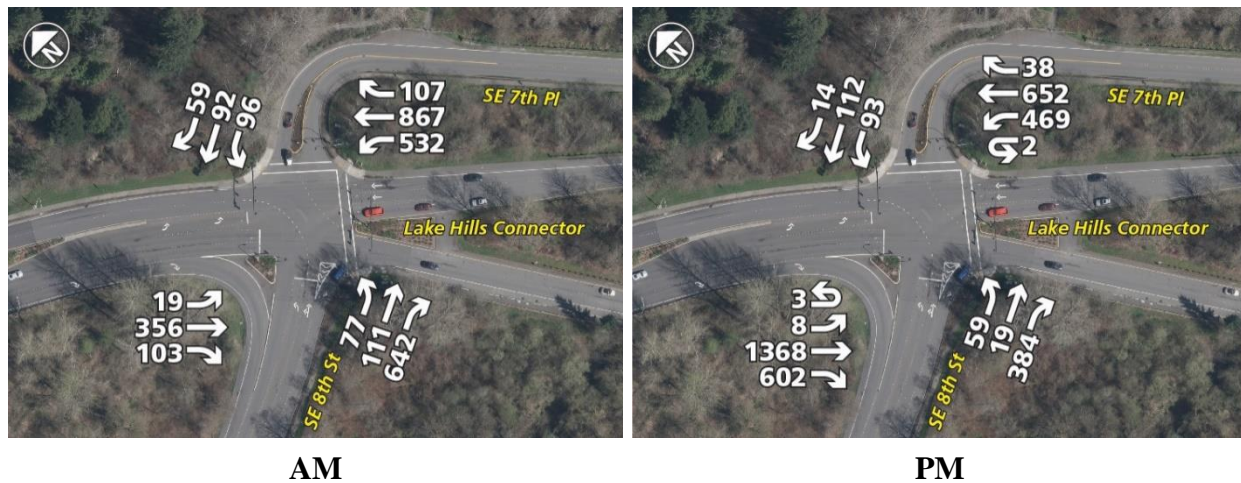 N
59
92
96
107
867
532
SE 7th Pl
Lake Hills Connector
19
356
103
77
111
642
SE 8th St
AM
N
14
112
93
38
652
469
2
SE 7th Pl
Lake Hills Connector
3
8
1368
602
59
19
384
SE 8th St
PM